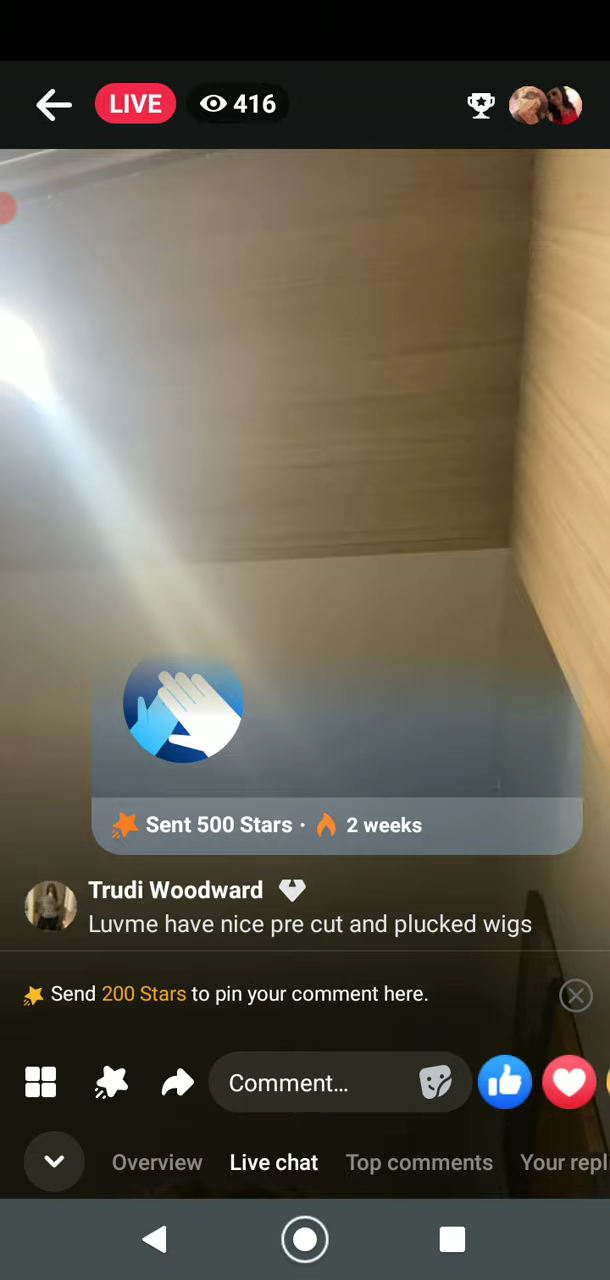 LIVE
416
Sent 500 Stars · 2 weeks
Trudi Woodward
Luvme have nice pre cut and plucked wigs
Send 200 Stars to pin your comment here.
Comment...
Overview Live chat Top comments Your repl